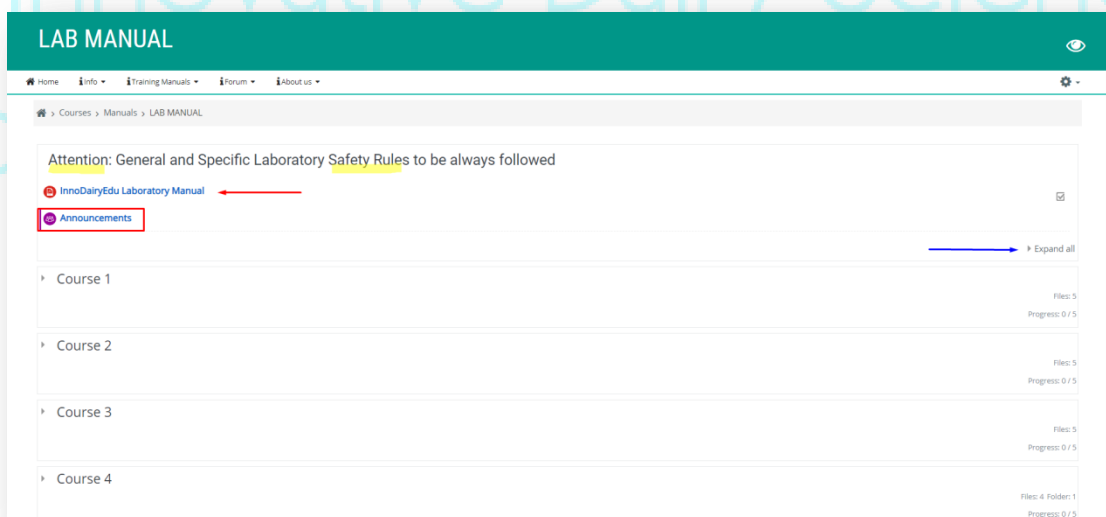 LAB MANUAL
Home Info Training Manuals Forum About us
Courses > Manuals > LAB MANUAL
Attention: General and Specific Laboratory Safety Rules to be always followed
InnoDairyEdu Laboratory Manual
Announcements
Expand all
Course 1
Files: 5
Progress: 0 / 5
Course 2
Files: 5
Progress: 0 / 5
Course 3
Files: 5
Progress: 0 / 5
Course 4
Files: 4 Folder: 1
Progress: 0 / 5